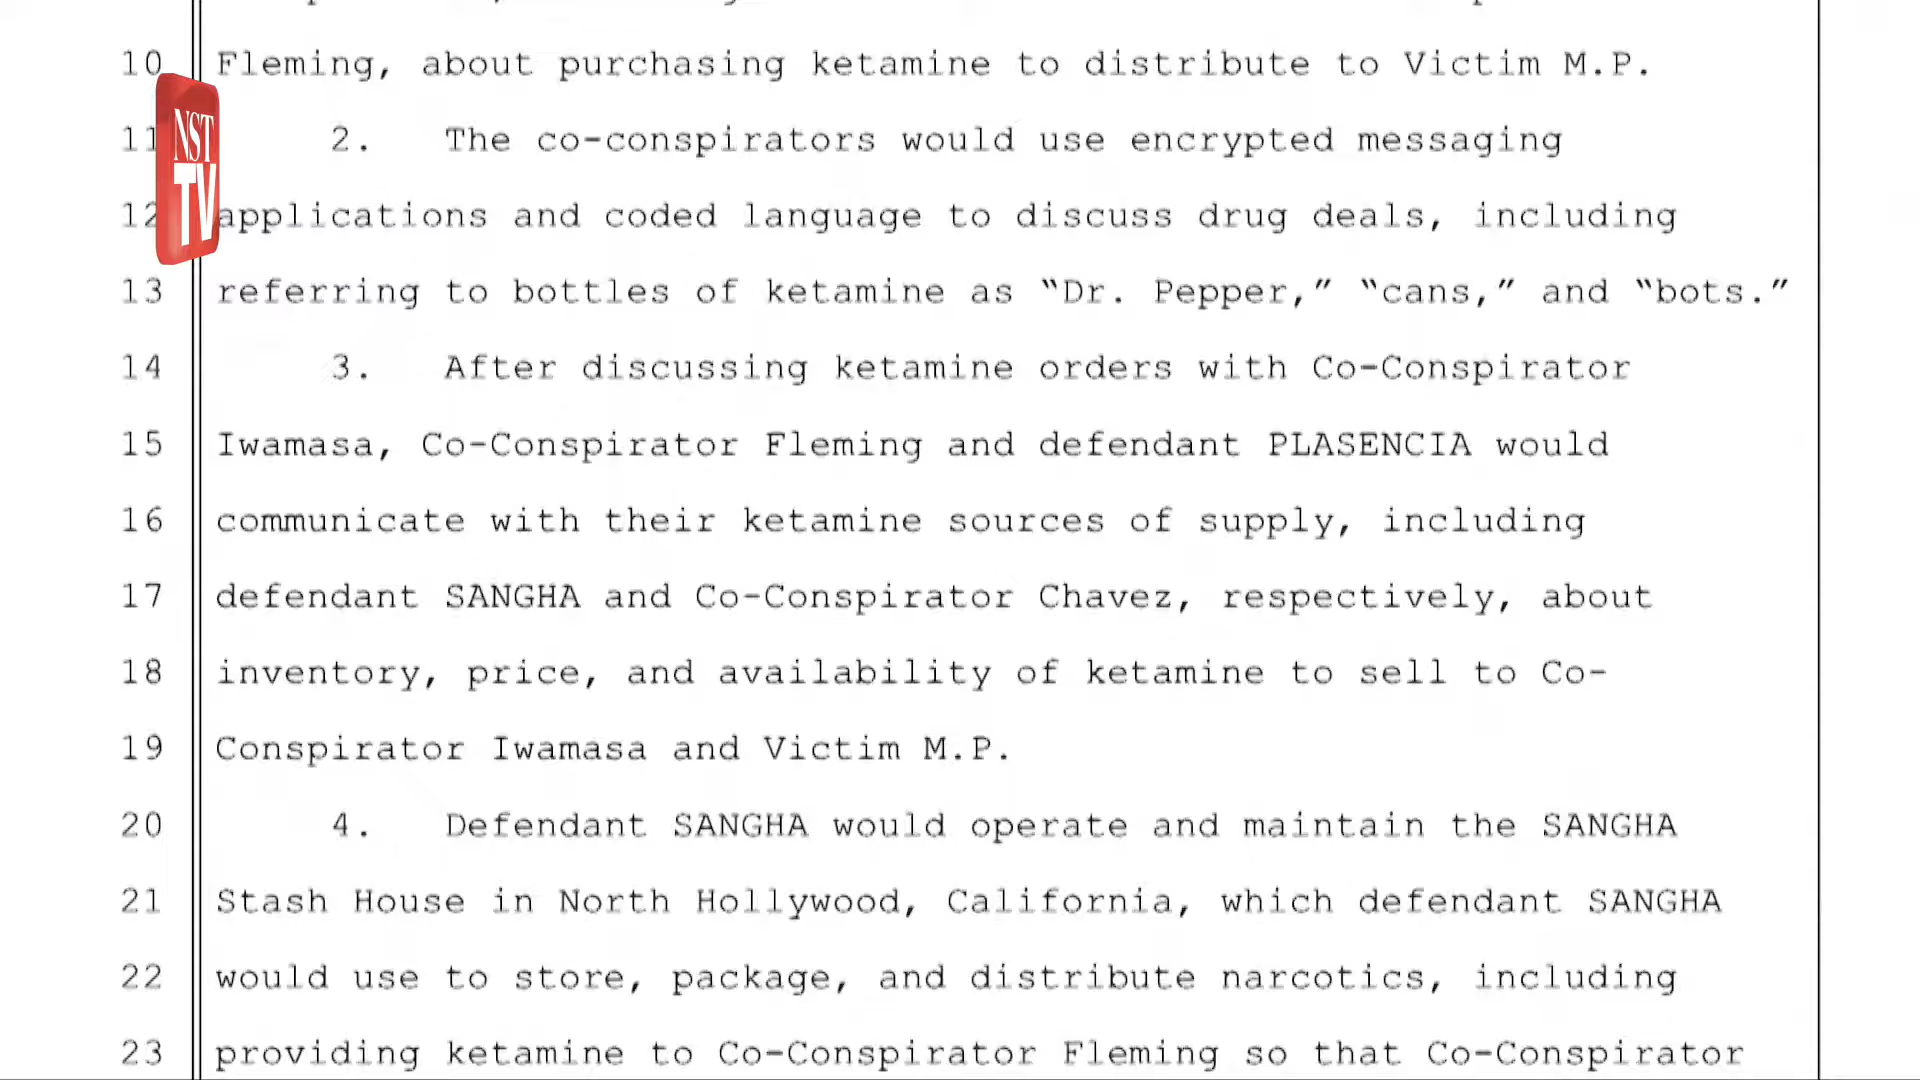 10 Fleming, about purchasing ketamine to distribute to Victim M.P.
11 2. The co-conspirators would use encrypted messaging
12 applications and coded language to discuss drug deals, including
13 referring to bottles of ketamine as “Dr. Pepper,” “cans,” and “bots.”
14 3. After discussing ketamine orders with Co-Conspirator
15 Iwamasa, Co-Conspirator Fleming and defendant PLASENCIA would
16 communicate with their ketamine sources of supply, including
17 defendant SANGHA and Co-Conspirator Chavez, respectively, about
18 inventory, price, and availability of ketamine to sell to Co-
19 Conspirator Iwamasa and Victim M.P.
20 4. Defendant SANGHA would operate and maintain the SANGHA
21 Stash House in North Hollywood, California, which defendant SANGHA
22 would use to store, package, and distribute narcotics, including
23 providing ketamine to Co-Conspirator Fleming so that Co-Conspirator
NST
TV